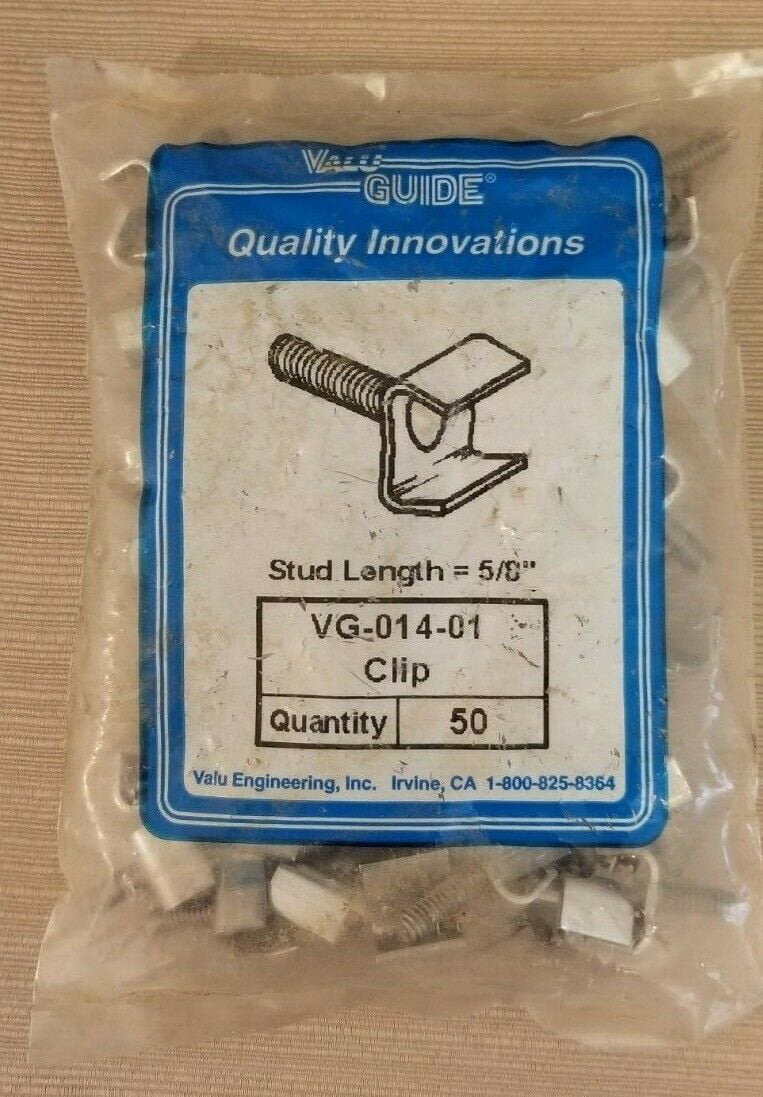 VALU
GUIDE®
Quality Innovations
Stud Length = 5/8"
VG-014-01
Clip
Quantity 50
Valu Engineering, Inc. Irvine, CA 1-800-825-8364